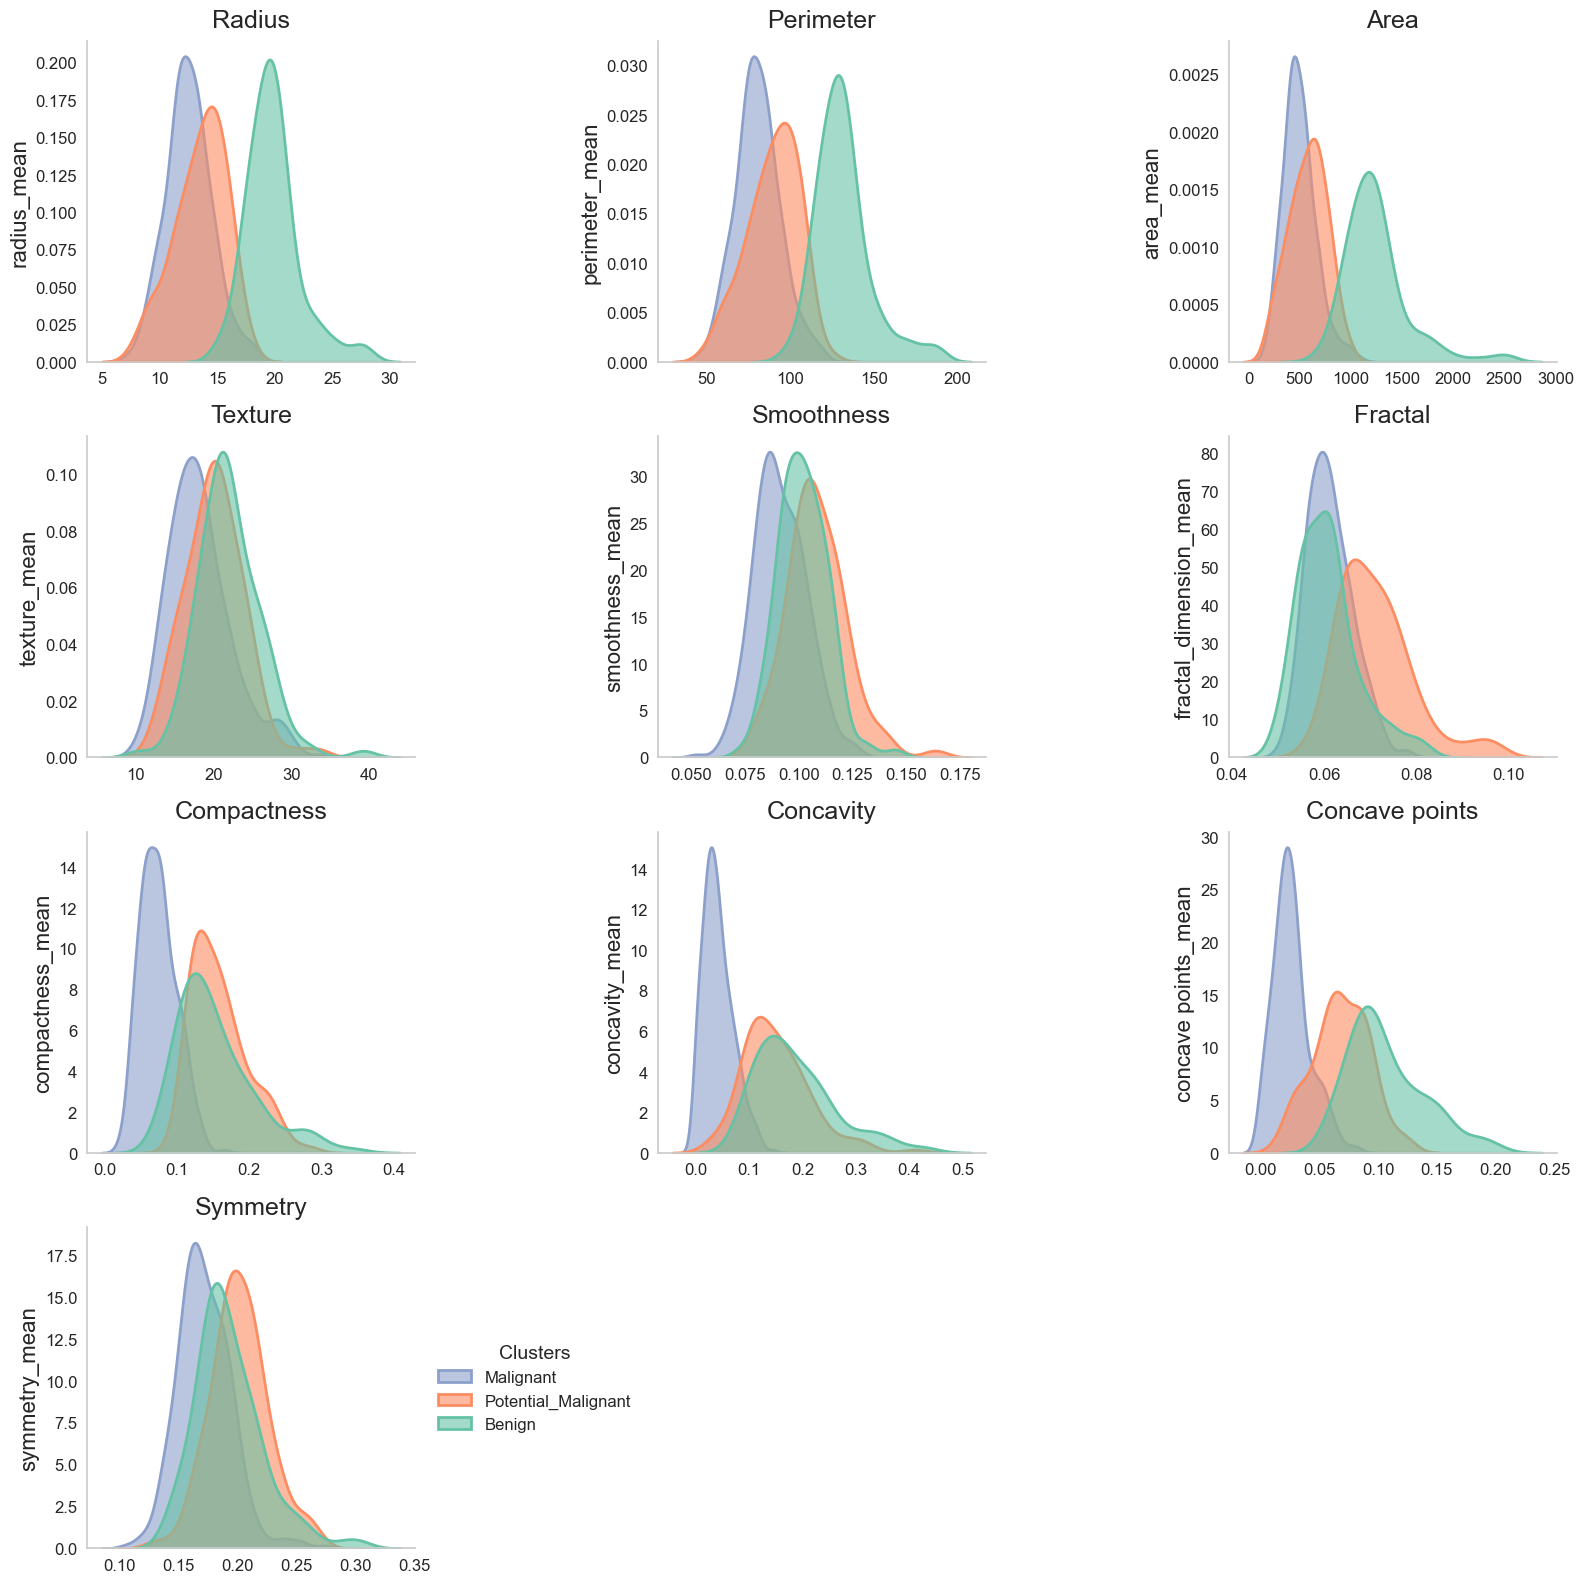 Radius
radius_mean
0.200
0.175
0.150
0.125
0.100
0.075
0.050
0.025
0.000
5 10 15 20 25 30
Perimeter
perimeter_mean
0.030
0.025
0.020
0.015
0.010
0.005
0.000
50 100 150 200
Area
area_mean
0.0025
0.0020
0.0015
0.0010
0.0005
0.0000
0 500 1000 1500 2000 2500 3000
Texture
texture_mean
0.10
0.08
0.06
0.04
0.02
0.00
10 20 30 40
Smoothness
smoothness_mean
30
25
20
15
10
5
0
0.050 0.075 0.100 0.125 0.150 0.175
Fractal
fractal_dimension_mean
80
70
60
50
40
30
20
10
0
0.04 0.06 0.08 0.10
Compactness
compactness_mean
14
12
10
8
6
4
2
0
0.0 0.1 0.2 0.3 0.4
Concavity
concavity_mean
14
12
10
8
6
4
2
0
0.0 0.1 0.2 0.3 0.4 0.5
Concave points
concave points_mean
30
25
20
15
10
5
0
0.00 0.05 0.10 0.15 0.20 0.25
Symmetry
symmetry_mean
17.5
15.0
12.5
10.0
7.5
5.0
2.5
0.0
0.10 0.15 0.20 0.25 0.30 0.35
Clusters
Malignant
Potential_Malignant
Benign